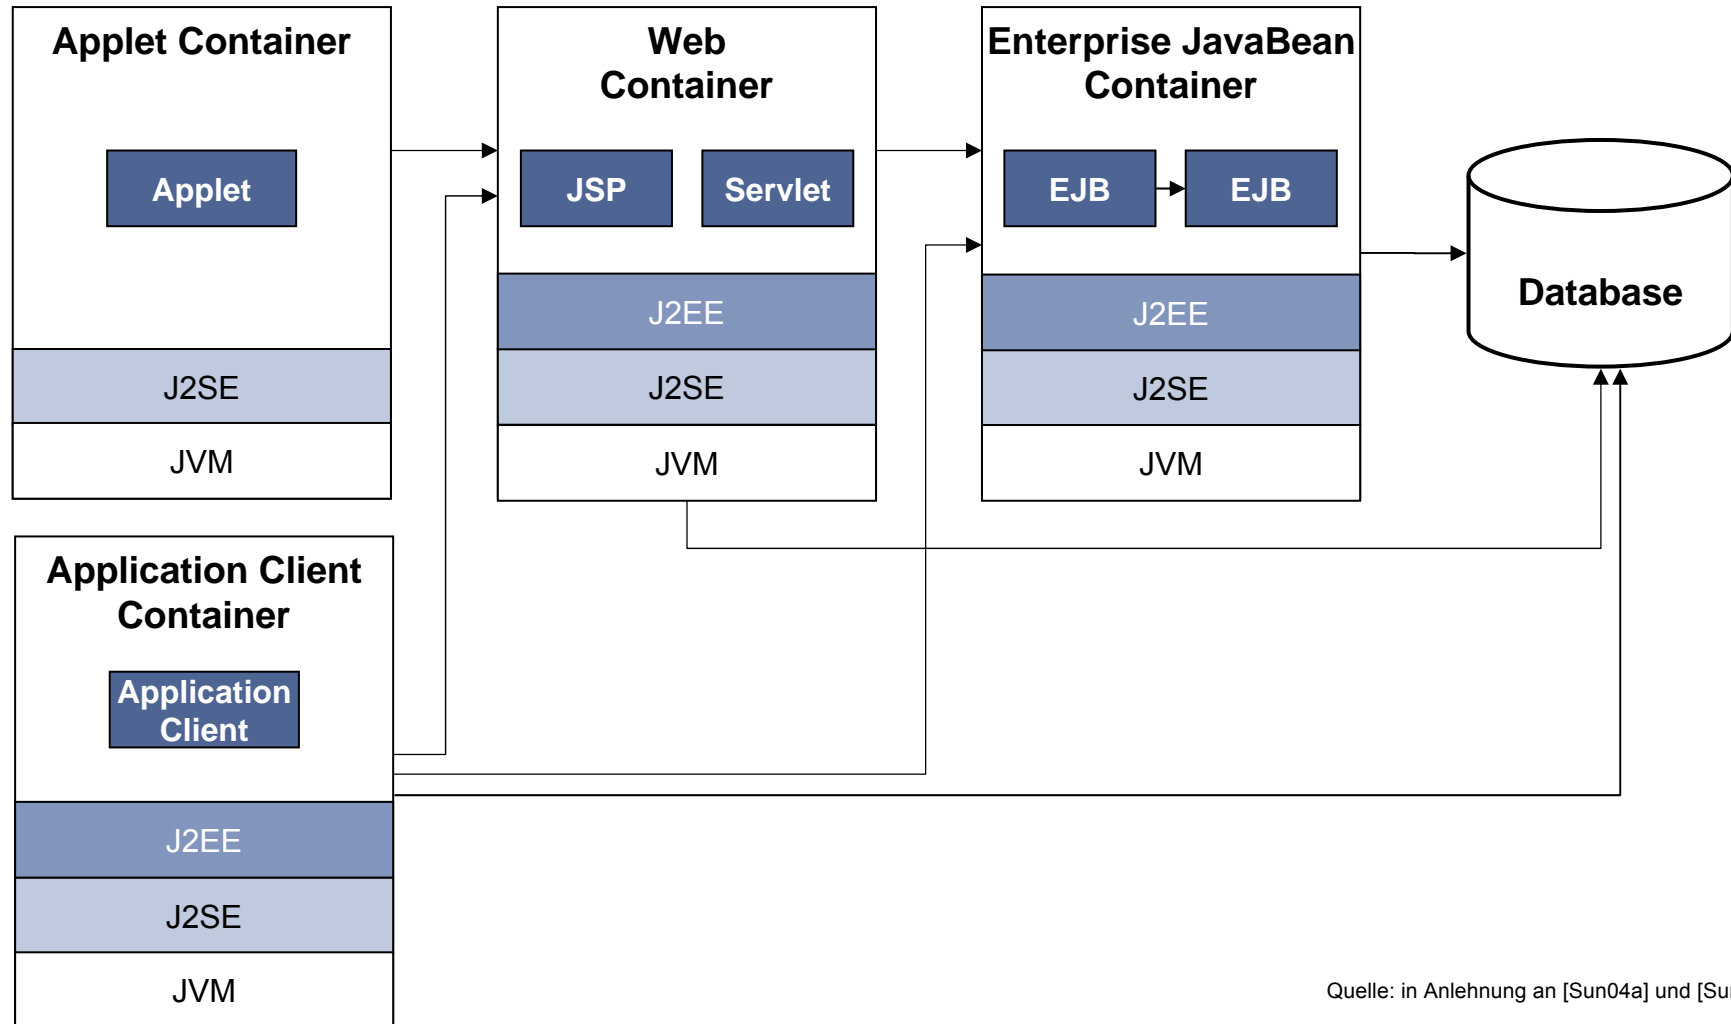 Applet Container
Applet
J2SE
JVM
Web
Container
JSP
Servlet
J2EE
J2SE
JVM
Enterprise JavaBean
Container
EJB
EJB
J2EE
J2SE
JVM
Database
Application Client
Container
Application
Client
J2EE
J2SE
JVM
Quelle: in Anlehnung an [Sun04a] und